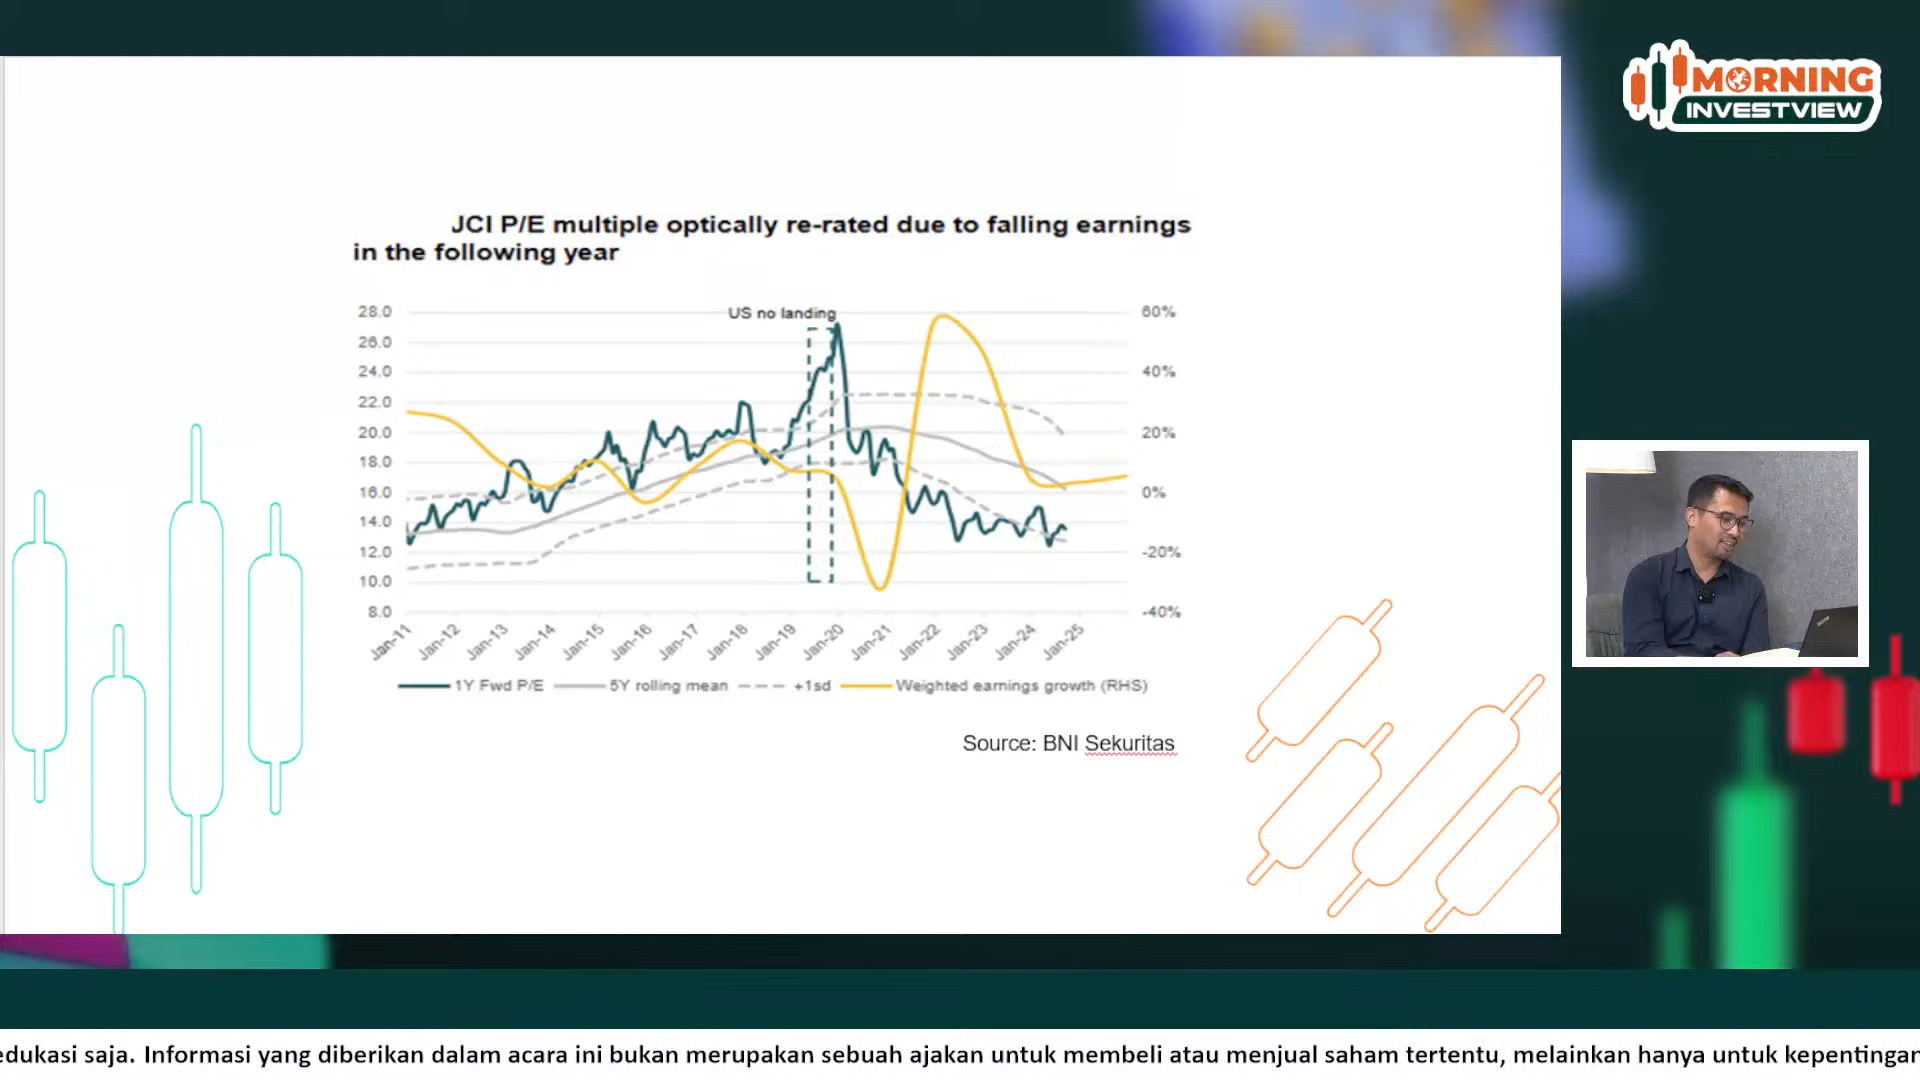 MORNING
INVESTVIEW
JCI P/E multiple optically re-rated due to falling earnings
in the following year
US no landing
28.0
26.0
24.0
22.0
20.0
18.0
16.0
14.0
12.0
10.0
8.0
60%
40%
20%
0%
-20%
-40%
Jan-11
Jan-12
Jan-13
Jan-14
Jan-15
Jan-16
Jan-17
Jan-18
Jan-19
Jan-20
Jan-21
Jan-22
Jan-23
Jan-24
Jan-25
1Y Fwd P/E 5Y rolling mean +1sd Weighted earnings growth (RHS)
Source: BNI Sekuritas
edukasi saja. Informasi yang diberikan dalam acara ini bukan merupakan sebuah ajakan untuk membeli atau menjual saham tertentu, melainkan hanya untuk kepentingan